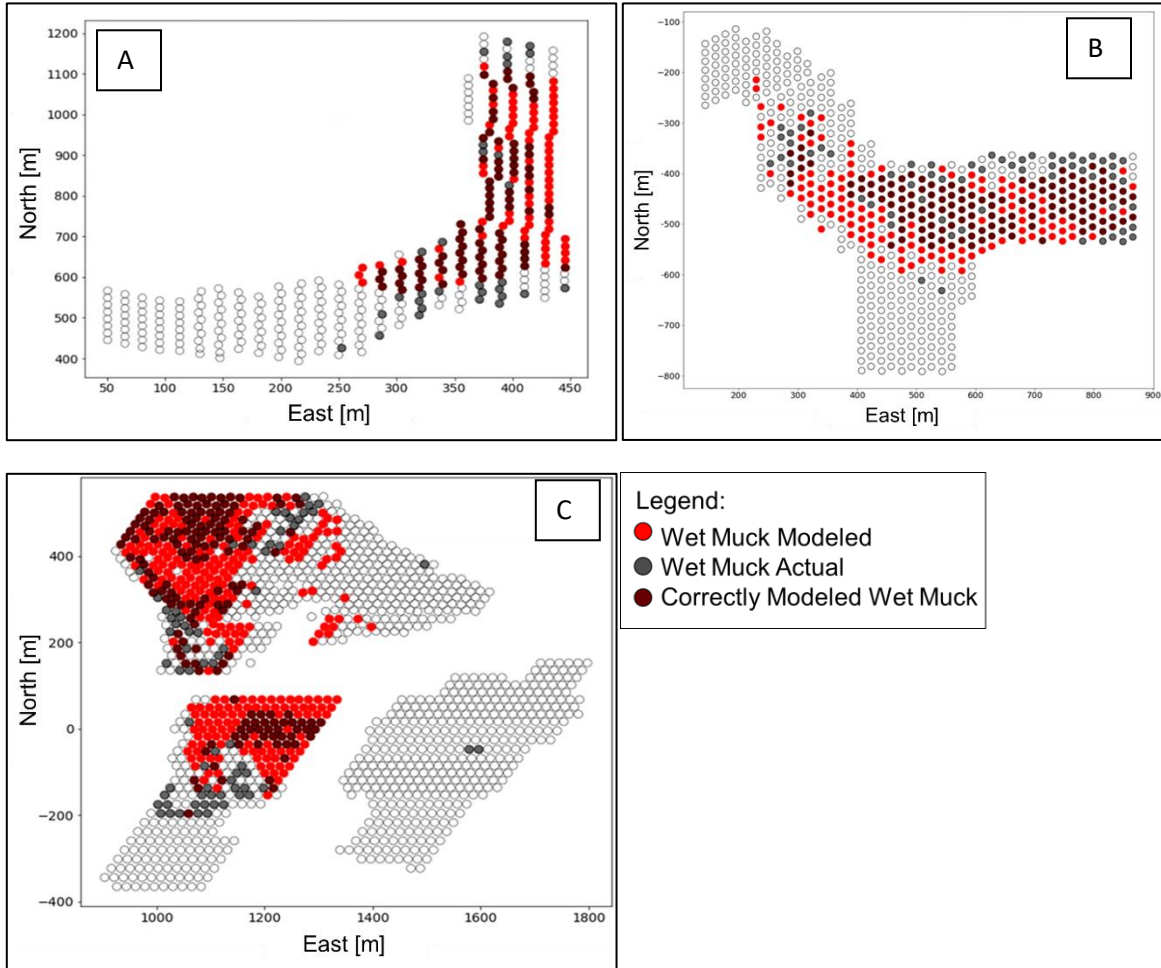 A
1200
1100
1000
900
800
700
600
500
400
North [m]
50 100 150 200 250 300 350 400 450
East [m]
B
−100
−200
−300
−400
−500
−600
−700
−800
North [m]
200 300 400 500 600 700 800 900
East [m]
C
400
200
0
−200
−400
North [m]
1000 1200 1400 1600 1800
East [m]
Legend:
Wet Muck Modeled
Wet Muck Actual
Correctly Modeled Wet Muck